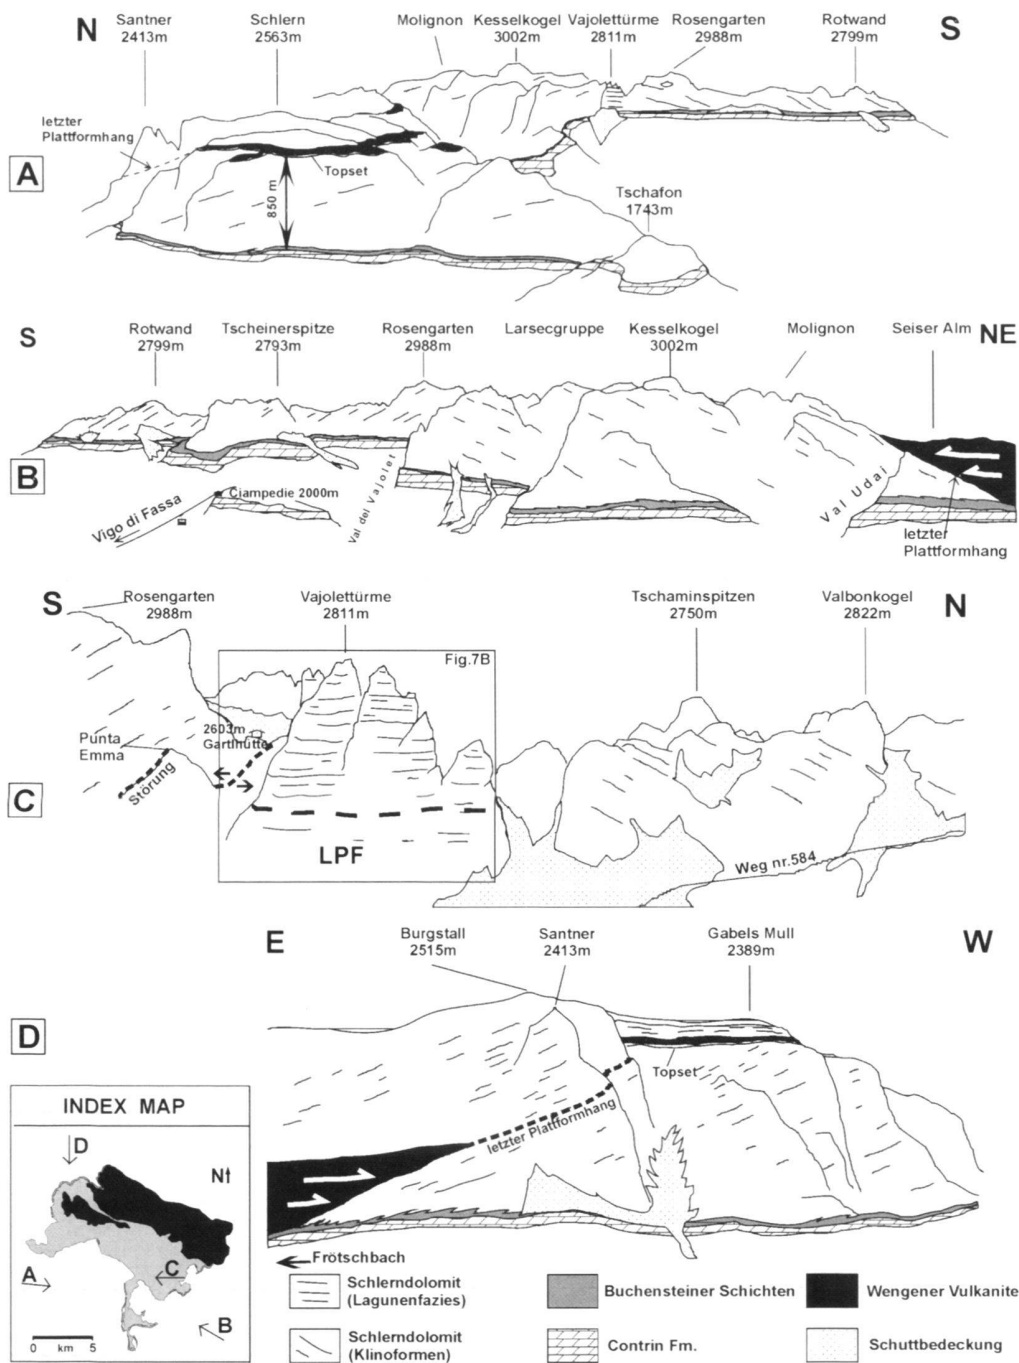 N
Santner
2413m
Schlern
2563m
Molignon
Kesselkogel
3002m
Vajolettürme
2811m
Rosengarten
2988m
Rotwand
2799m
S
letzter
Plattformhang
A
Topset
850 m
Tschafon
1743m
S
Rotwand
2799m
Tscheinerspitze
2793m
Rosengarten
2988m
Larsecgruppe
Kesselkogel
3002m
Molignon
Seiser Alm
NE
B
Vigo di Fassa
Ciampedie 2000m
Val del Vajolet
Val Udai
letzter
Plattformhang
S
Rosengarten
2988m
Vajolettürme
2811m
Tschaminspitzen
2750m
Valbonkogel
2822m
N
Fig.7B
Punta
Emma
2603m
Gartlhütte
Störung
C
LPF
Weg nr.584
E
Burgstall
2515m
Santner
2413m
Gabels Mull
2389m
W
D
Topset
letzter Plattformhang
INDEX MAP
D
N
A
C
B
0 km 5
Frötschbach
Schlerndolomit
(Lagunenfazies)
Buchensteiner Schichten
Wengener Vulkanite
Schlerndolomit
(Klinoformen)
Contrin Fm.
Schuttbedeckung